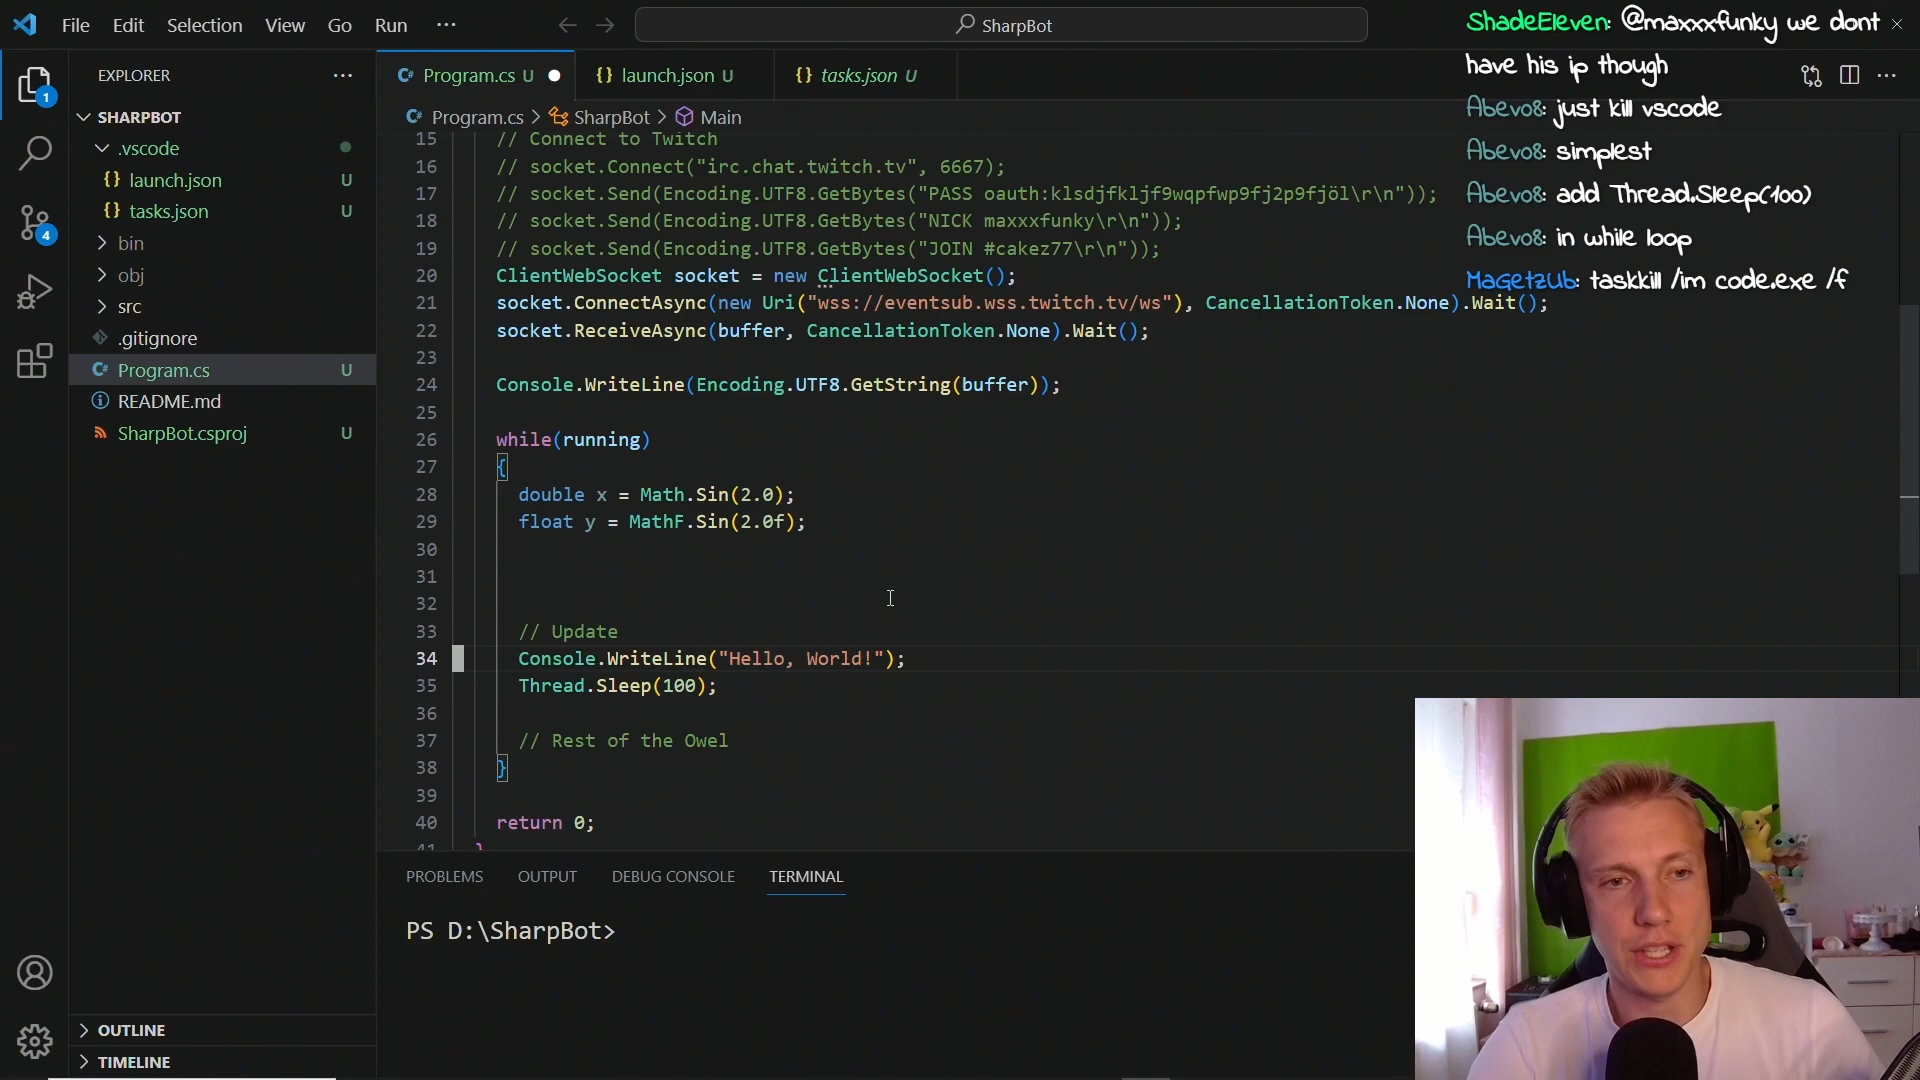 File Edit Selection View Go Run ···
SharpBot
ShadeEleven: @maxxxfunky we dont have his ip though
Abevo8: just kill vscode
Abevo8: simplest
Abevo8: add Thread.Sleep(100)
Abevo8: in while loop
MaGetzUb: taskkill /im code.exe /f
EXPLORER ···
1
4
SHARPBOT
.vscode
{} launch.json U
{} tasks.json U
bin
obj
src
.gitignore
C# Program.cs U
README.md
SharpBot.csproj U
OUTLINE
TIMELINE
C# Program.cs U {} launch.json U {} tasks.json U
C# Program.cs > SharpBot > Main
15 // Connect to Twitch
16 // socket.Connect("irc.chat.twitch.tv", 6667);
17 // socket.Send(Encoding.UTF8.GetBytes("PASS oauth:klsdjfkljf9wqpfwp9fj2p9fjöl\r\n"));
18 // socket.Send(Encoding.UTF8.GetBytes("NICK maxxxfunky\r\n"));
19 // socket.Send(Encoding.UTF8.GetBytes("JOIN #cakez77\r\n"));
20 ClientWebSocket socket = new ClientWebSocket();
21 socket.ConnectAsync(new Uri("wss://eventsub.wss.twitch.tv/ws"), CancellationToken.None).Wait();
22 socket.ReceiveAsync(buffer, CancellationToken.None).Wait();
23
24 Console.WriteLine(Encoding.UTF8.GetString(buffer));
25
26 while(running)
27 {
28 double x = Math.Sin(2.0);
29 float y = MathF.Sin(2.0f);
30
31
32
33 // Update
34 Console.WriteLine("Hello, World!");
35 Thread.Sleep(100);
36
37 // Rest of the Owel
38 }
39
40 return 0;
41 }
PROBLEMS OUTPUT DEBUG CONSOLE TERMINAL
PS D:\SharpBot>